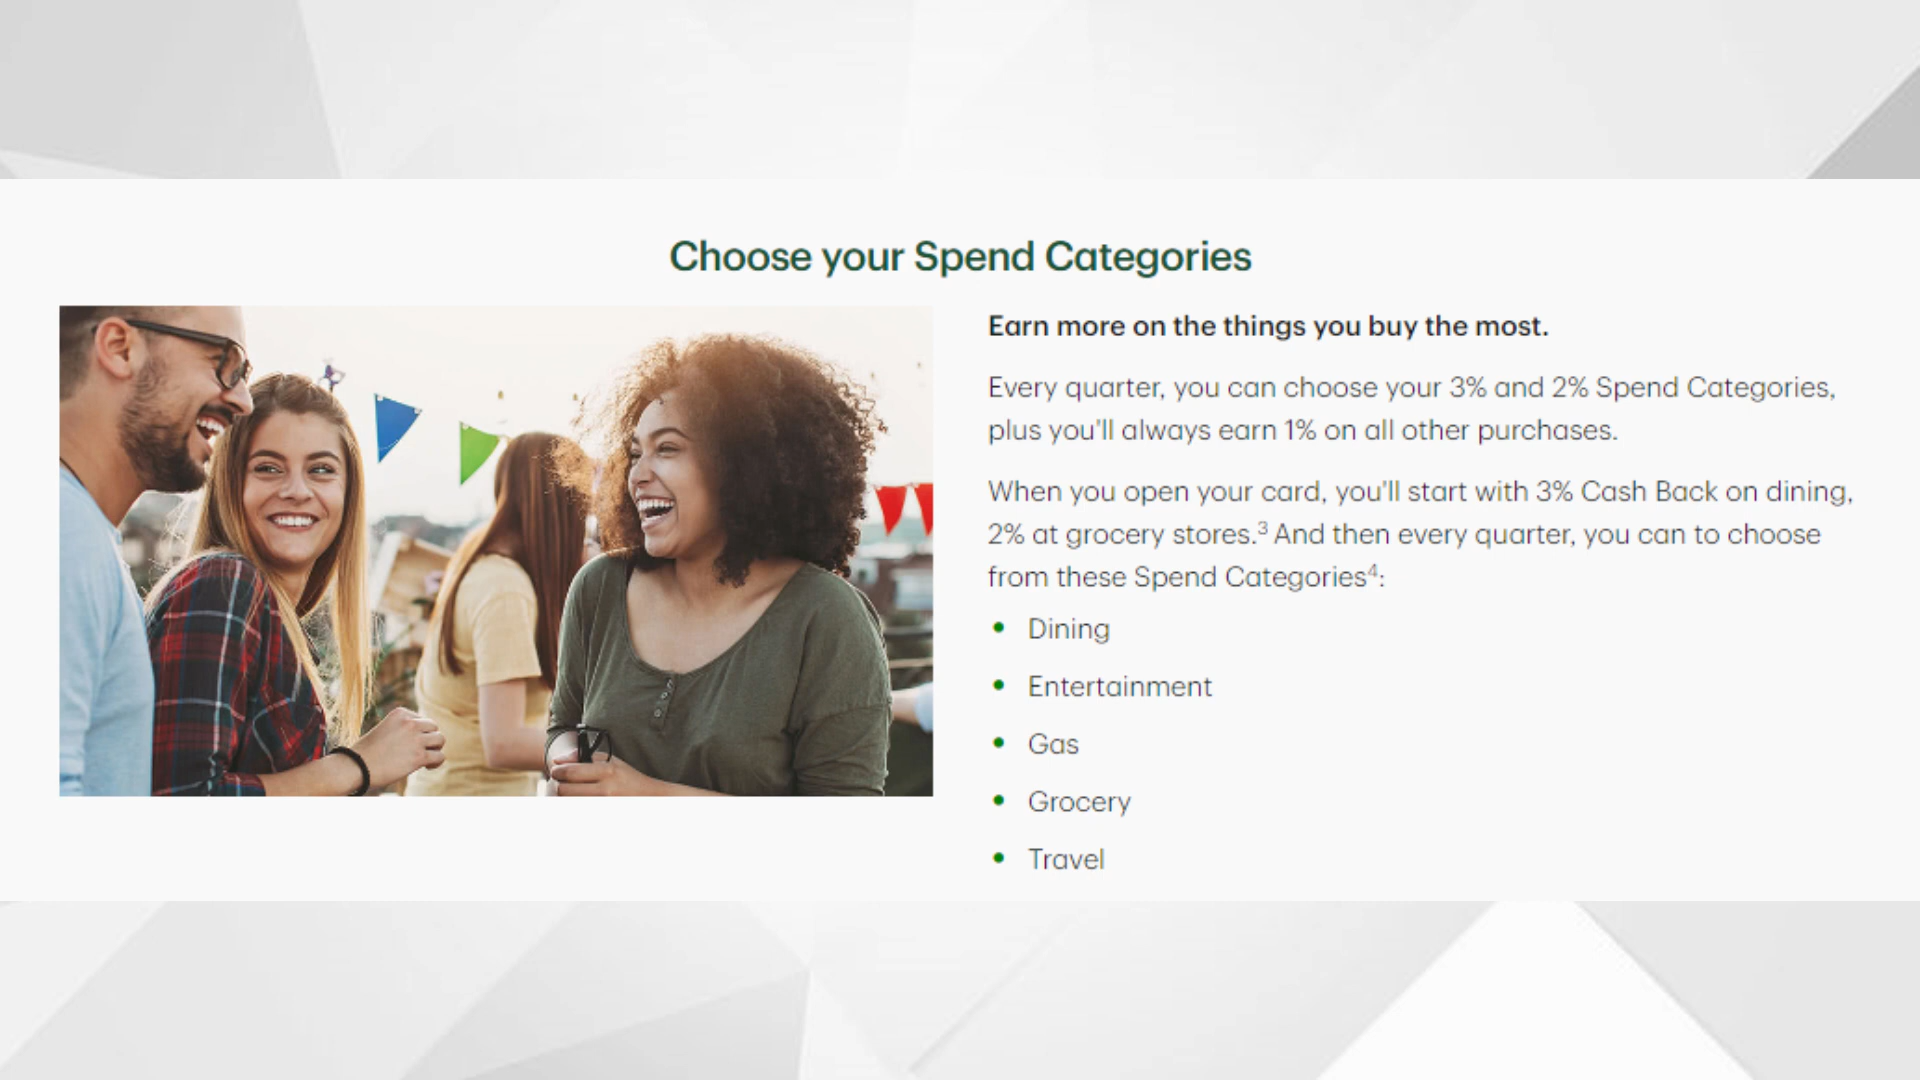 Choose your Spend Categories
Earn more on the things you buy the most.
Every quarter, you can choose your 3% and 2% Spend Categories,
plus you'll always earn 1% on all other purchases.
When you open your card, you'll start with 3% Cash Back on dining,
2% at grocery stores.³ And then every quarter, you can to choose
from these Spend Categories⁴:
• Dining
• Entertainment
• Gas
• Grocery
• Travel